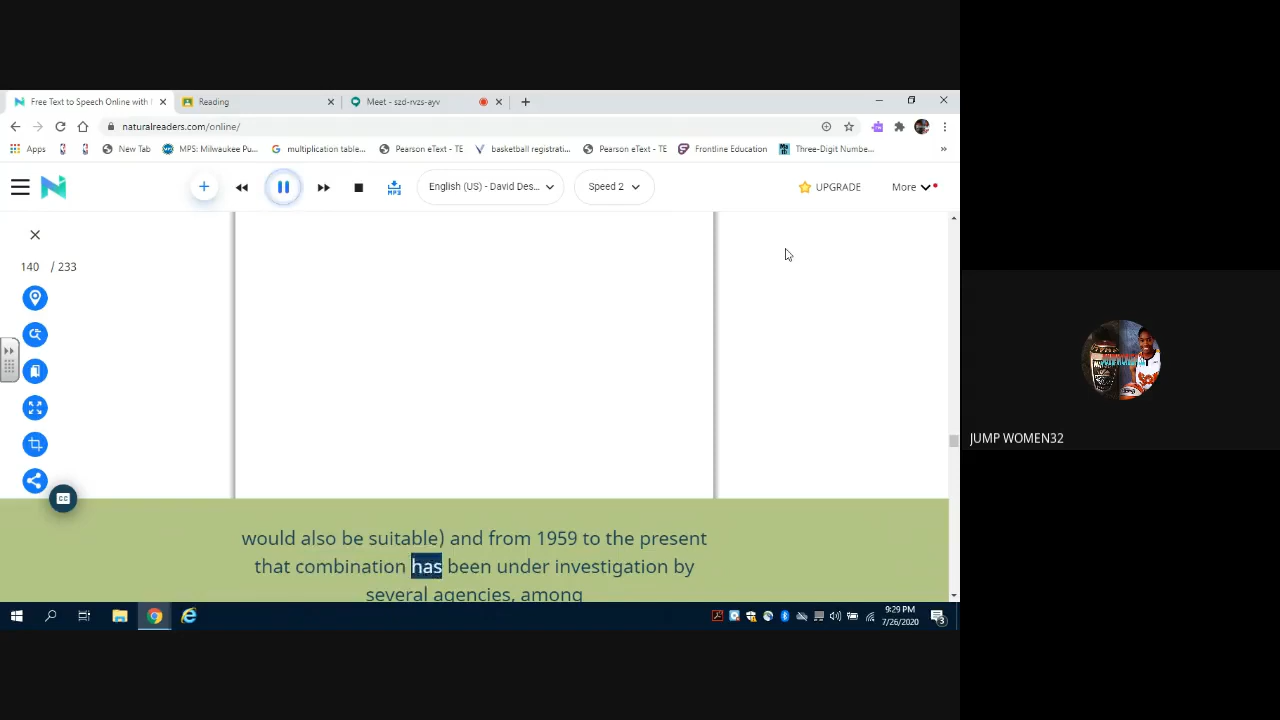 Free Text to Speech Online with
Reading
Meet - szd-rvzs-ayv
naturalreaders.com/online/
Apps
New Tab
MPS: Milwaukee Pu...
multiplication table...
Pearson eText - TE
basketball registrati...
Pearson eText - TE
Frontline Education
Three-Digit Numbe...
»
MP3
English (US) - David Des...
Speed 2
UPGRADE
More
140 / 233
CC
would also be suitable) and from 1959 to the present
that combination has been under investigation by
several agencies, among
JUMP WOMEN32
9:29 PM
7/26/2020
3